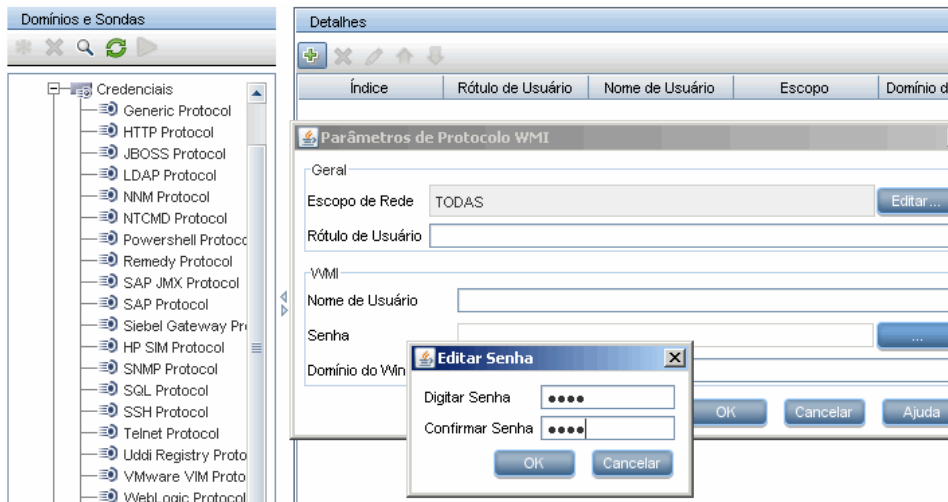 Domínios e Sondas
Credenciais
Generic Protocol
HTTP Protocol
JBOSS Protocol
LDAP Protocol
NNM Protocol
NTCMD Protocol
Powershell Protoco
Remedy Protocol
SAP JMX Protocol
SAP Protocol
Siebel Gateway Pr
HP SIM Protocol
SNMP Protocol
SQL Protocol
SSH Protocol
Telnet Protocol
Uddi Registry Proto
VMware VIM Proto
WebLogic Protocol
Detalhes
Índice Rótulo de Usuário Nome de Usuário Escopo Domínio d
Parâmetros de Protocolo WMI
Geral
Escopo de Rede TODAS Editar...
Rótulo de Usuário
WMI
Nome de Usuário
Senha ...
Domínio do Win
OK Cancelar Ajuda
Editar Senha
Digitar Senha ••••
Confirmar Senha ••••
OK Cancelar